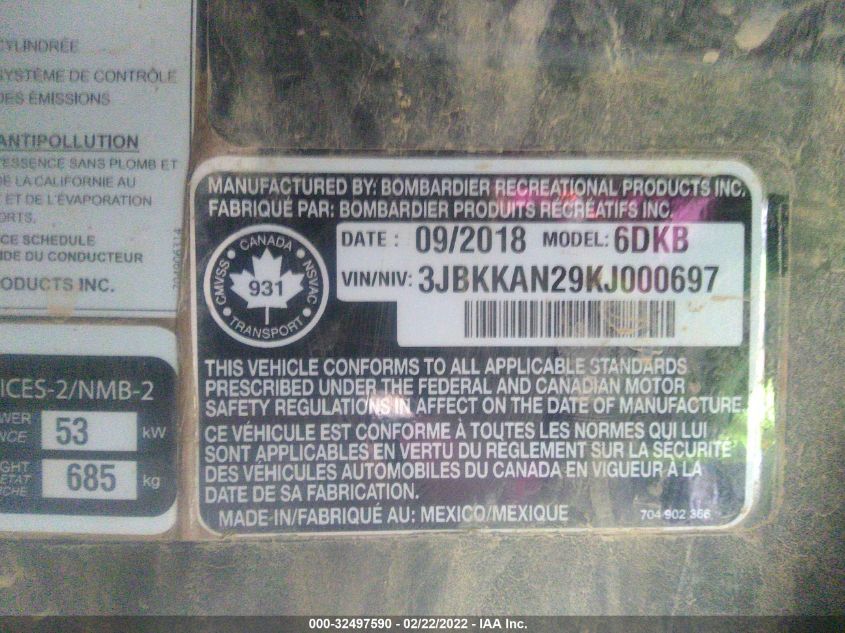 CYLINDRÉE
SYSTÈME DE CONTRÔLE
DES ÉMISSIONS
ANTIPOLLUTION
ESSENCE SANS PLOMB ET
DE LA CALIFORNIE AU
ET DE L'ÉVAPORATION
ORTS.
CE SCHEDULE
DE DU CONDUCTEUR
ODUCTS INC.
ICES-2/NMB-2
53 kW
685 kg
MANUFACTURED BY: BOMBARDIER RECREATIONAL PRODUCTS INC.
FABRIQUÉ PAR: BOMBARDIER PRODUITS RÉCRÉATIFS INC.
CANADA
CMVSS
NSVAC
931
TRANSPORT
DATE : 09/2018 MODEL: 6DKB
VIN/NIV: 3JBKKAN29KJ000697
THIS VEHICLE CONFORMS TO ALL APPLICABLE STANDARDS
PRESCRIBED UNDER THE FEDERAL AND CANADIAN MOTOR
SAFETY REGULATIONS IN AFFECT ON THE DATE OF MANUFACTURE.
CE VÉHICULE EST CONFORME À TOUTES LES NORMES QUI LUI
SONT APPLICABLES EN VERTU DU RÈGLEMENT SUR LA SÉCURITÉ
DES VÉHICULES AUTOMOBILES DU CANADA EN VIGUEUR À LA
DATE DE SA FABRICATION.
MADE-IN/FABRIQUÉ AU: MEXICO/MEXIQUE
704 902 366
000-32497590 - 02/22/2022 - IAA Inc.